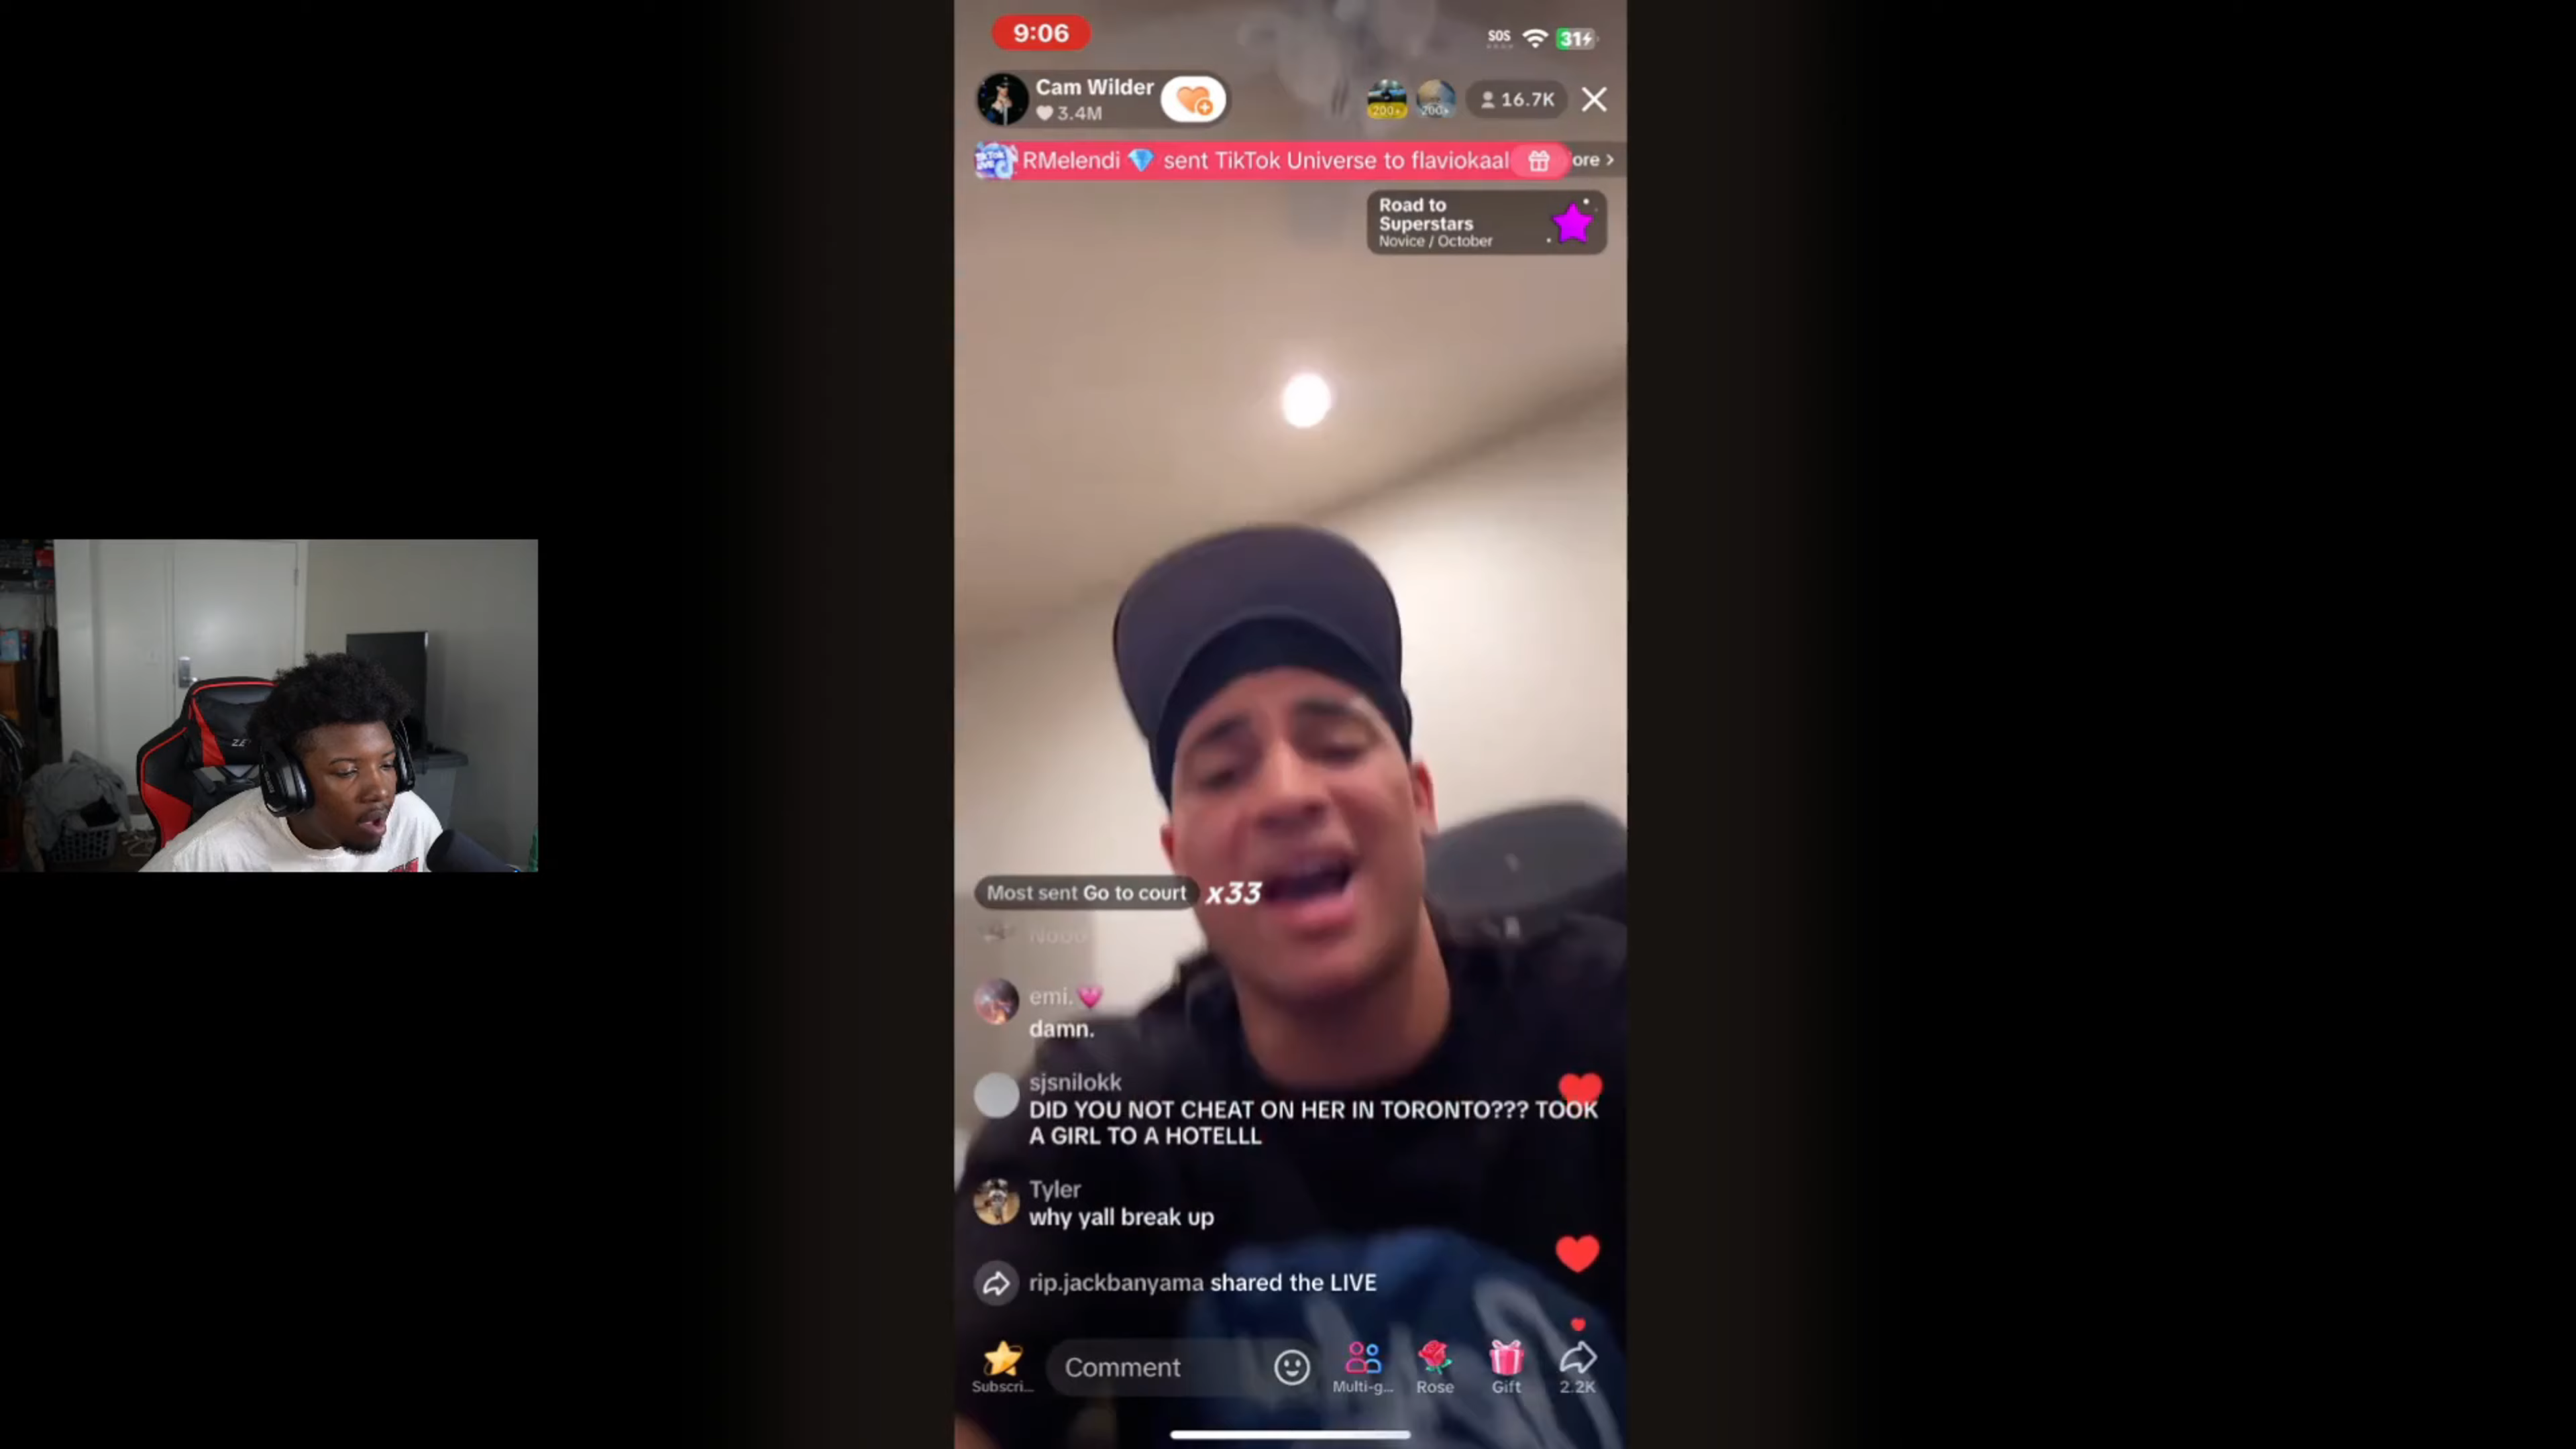 9:06
SOS
31
Cam Wilder
3.4M
200+
200+
16.7K
RMelendi 💎 sent TikTok Universe to flaviokaal
ore >
Road to
Superstars
Novice / October
Most sent Go to court x33
Nooo
emi.💗
damn.
sjsnilokk
DID YOU NOT CHEAT ON HER IN TORONTO??? TOOK
A GIRL TO A HOTELLL
Tyler
why yall break up
rip.jackbanyama shared the LIVE
Subscri...
Comment
Multi-g...
Rose
Gift
2.2K